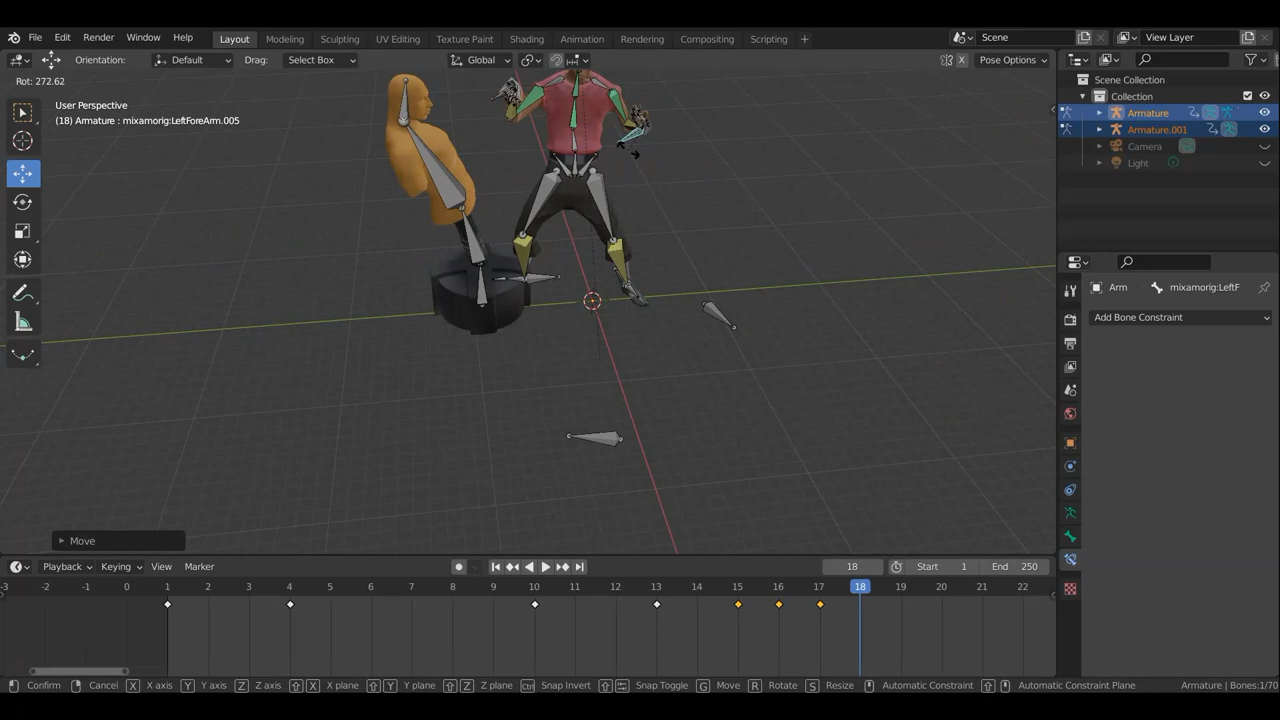 File Edit Render Window Help Layout Modeling Sculpting UV Editing Texture Paint Shading Animation Rendering Compositing Scripting + Scene View Layer
Orientation: Default Drag: Select Box Global X Pose Options
Rot: 272.62
Scene Collection
Collection
Armature
Armature.001
Camera
Light
User Perspective
(18) Armature : mixamorig:LeftForeArm.005
Arm mixamorig:LeftF
Add Bone Constraint
Move
Playback Keying View Marker 18 Start 1 End 250
-3 -2 -1 0 1 2 3 4 5 6 7 8 9 10 11 12 13 14 15 16 17 18 19 20 21 22
Confirm Cancel X X axis Y Y axis Z Z axis X X plane Y Y plane Z Z plane Ctrl Snap Invert Snap Toggle G Move R Rotate S Resize Automatic Constraint Automatic Constraint Plane Armature | Bones:1/70